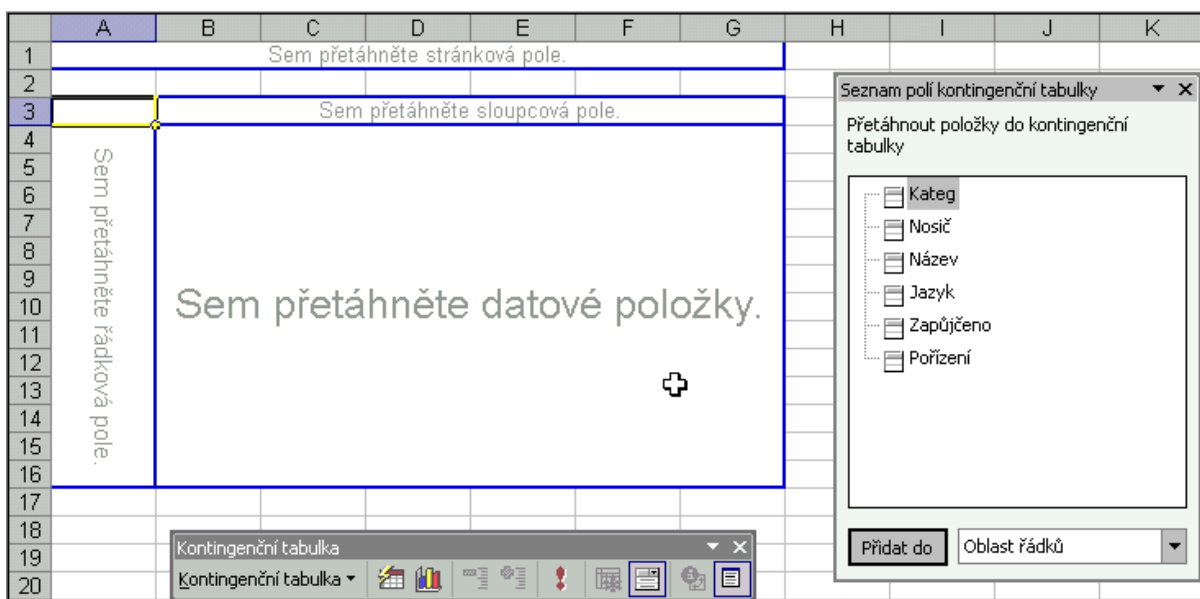 A B C D E F G H I J K
1 Sem přetáhněte stránková pole.
2
3 Sem přetáhněte sloupcová pole.
4
5
6
7
8
9
10
11
12
13
14
15
16
17
18
19
20
Sem přetáhněte řádková pole.
Sem přetáhněte datové položky.
Seznam polí kontingenční tabulky
Přetáhnout položky do kontingenční
tabulky
Kateg
Nosič
Název
Jazyk
Zapůjčeno
Pořízení
Přidat do Oblast řádků
Kontingenční tabulka
Kontingenční tabulka